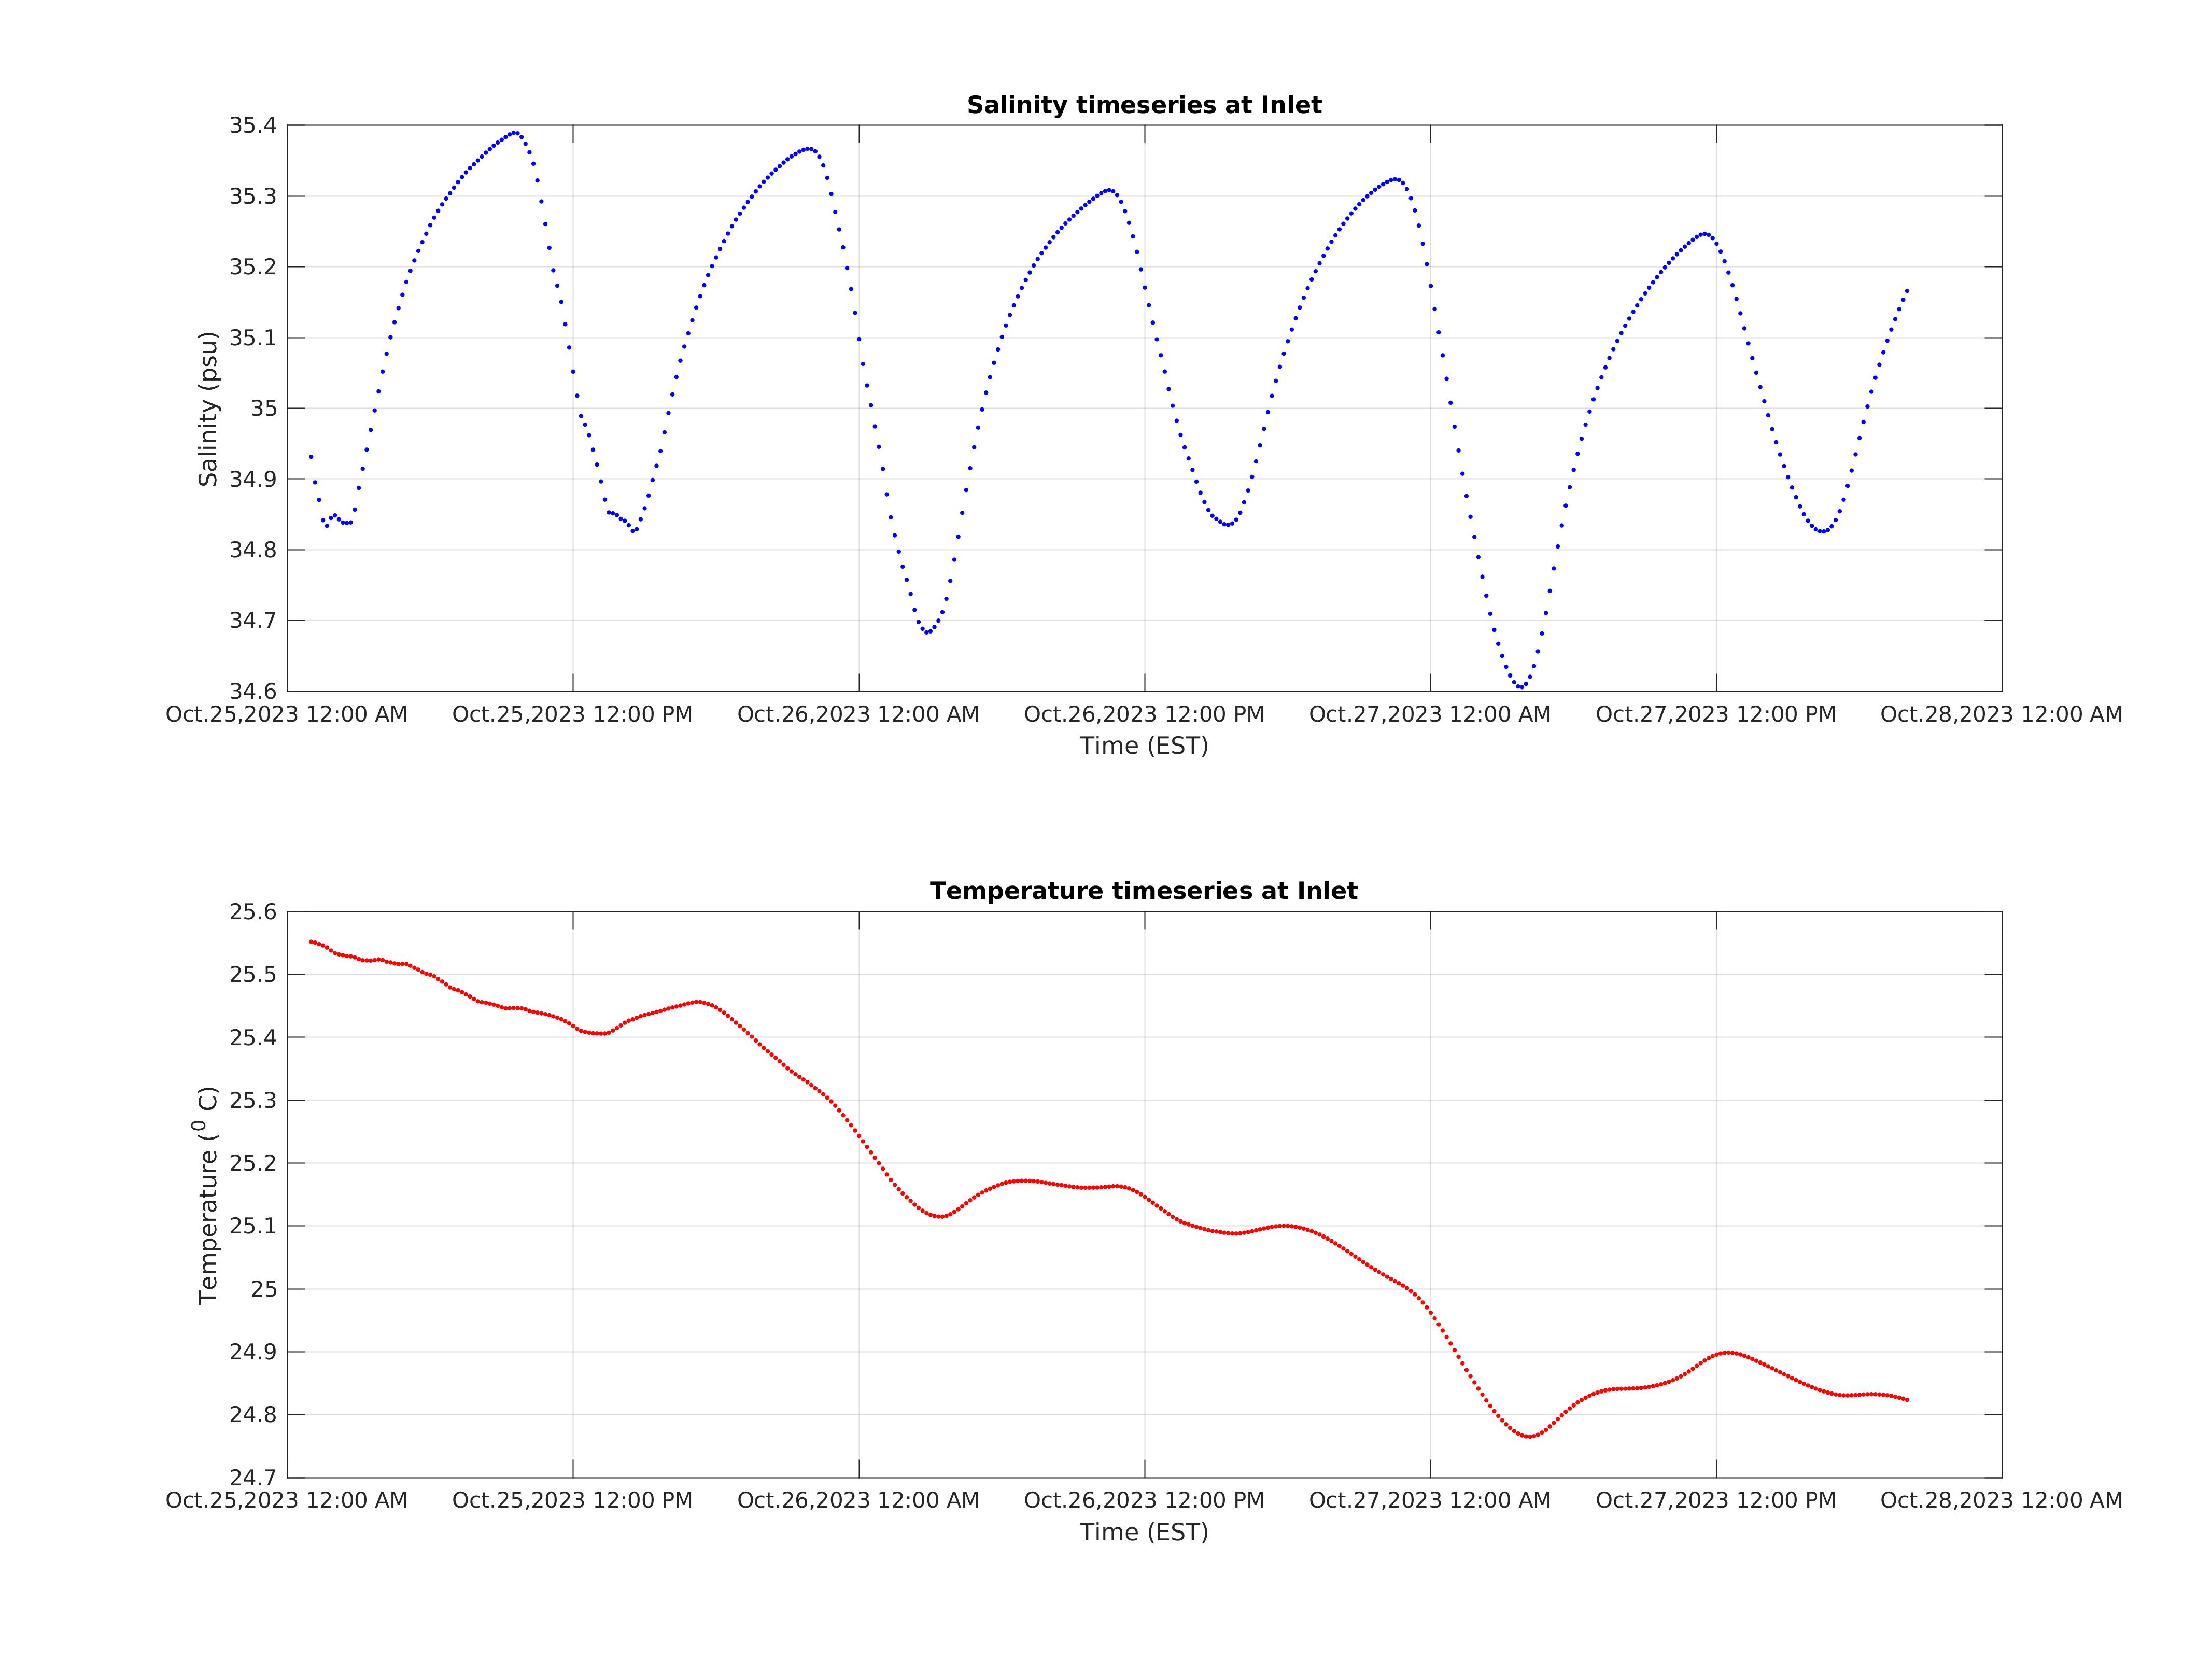 Salinity timeseries at Inlet
35.4
35.3
35.2
35.1
35
34.9
34.8
34.7
34.6
Salinity (psu)
Oct.25,2023 12:00 AM Oct.25,2023 12:00 PM Oct.26,2023 12:00 AM Oct.26,2023 12:00 PM Oct.27,2023 12:00 AM Oct.27,2023 12:00 PM Oct.28,2023 12:00 AM
Time (EST)
Temperature timeseries at Inlet
25.6
25.5
25.4
25.3
25.2
25.1
25
24.9
24.8
24.7
Temperature (⁰ C)
Oct.25,2023 12:00 AM Oct.25,2023 12:00 PM Oct.26,2023 12:00 AM Oct.26,2023 12:00 PM Oct.27,2023 12:00 AM Oct.27,2023 12:00 PM Oct.28,2023 12:00 AM
Time (EST)